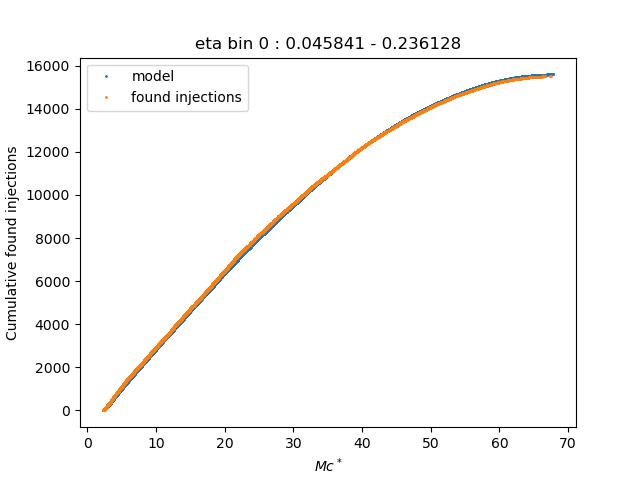 eta bin 0 : 0.045841 - 0.236128
model
found injections
Cumulative found injections
16000
14000
12000
10000
8000
6000
4000
2000
0
0 10 20 30 40 50 60 70
Mc*